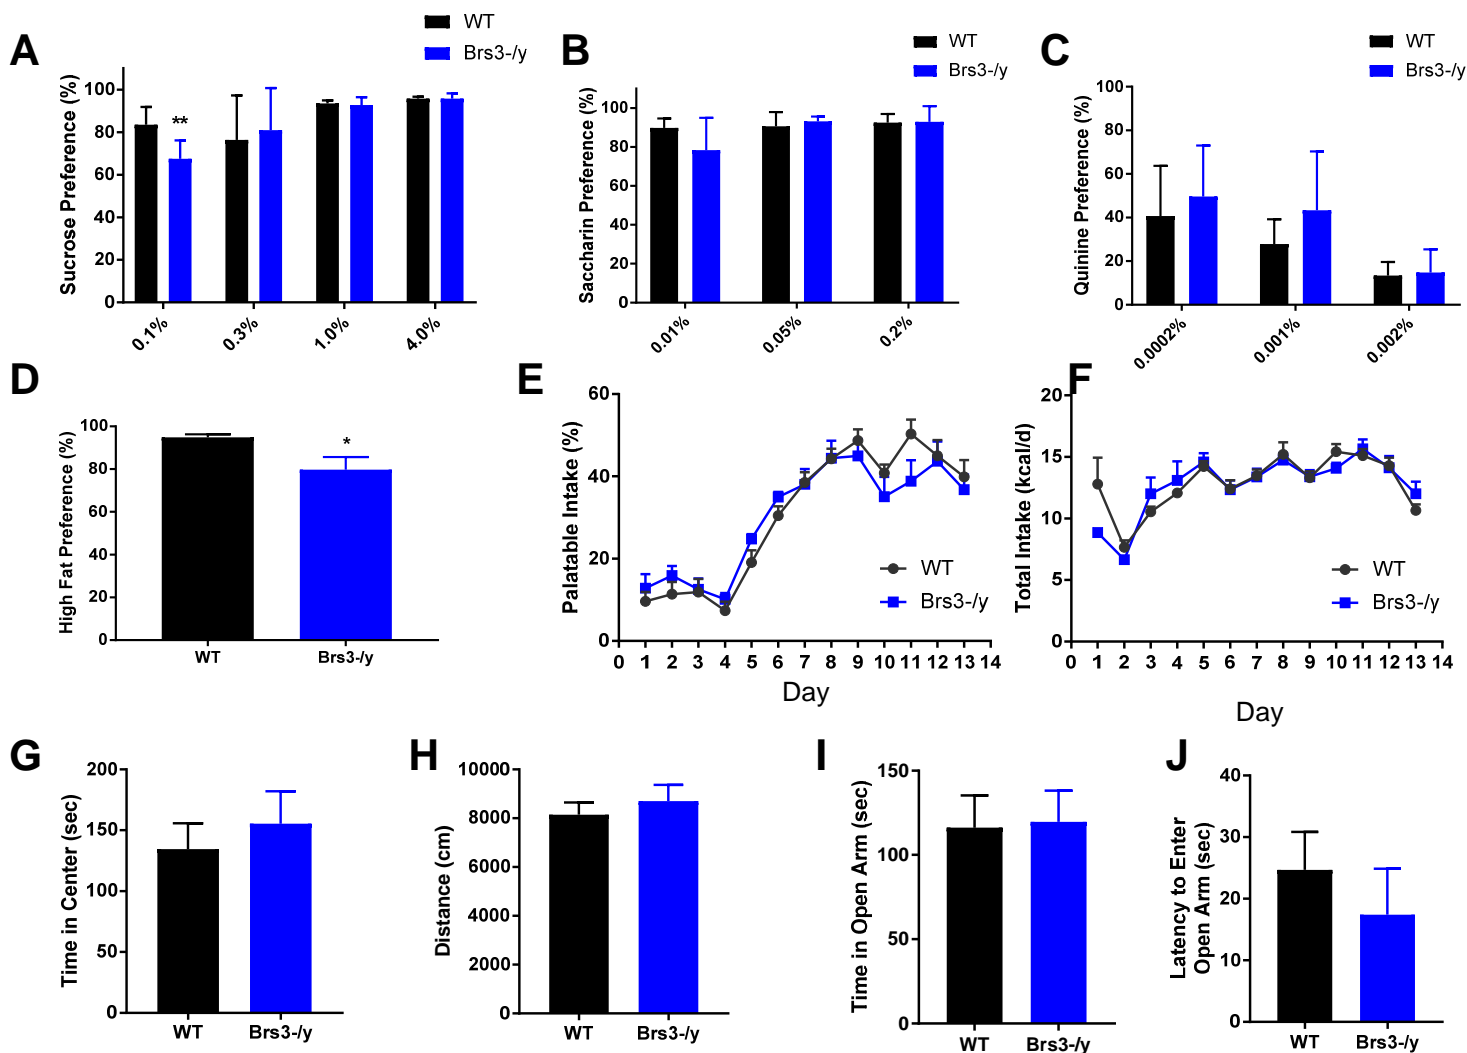 A
WT
Brs3-/y
Sucrose Preference (%)
100
80
60
40
20
0
**
0.1%
0.3%
1.0%
4.0%
B
WT
Brs3-/y
Saccharin Preference (%)
100
80
60
40
20
0
0.01%
0.05%
0.2%
C
WT
Brs3-/y
Quinine Preference (%)
100
80
60
40
20
0
0.0002%
0.001%
0.002%
D
High Fat Preference (%)
100
80
60
40
20
0
*
WT
Brs3-/y
E
Palatable Intake (%)
60
40
20
0
WT
Brs3-/y
0 1 2 3 4 5 6 7 8 9 10 11 12 13 14
Day
F
Total Intake (kcal/d)
20
15
10
5
0
WT
Brs3-/y
0 1 2 3 4 5 6 7 8 9 10 11 12 13 14
Day
G
Time in Center (sec)
200
150
100
50
0
WT
Brs3-/y
H
Distance (cm)
10000
8000
6000
4000
2000
0
WT
Brs3-/y
I
Time in Open Arm (sec)
150
100
50
0
WT
Brs3-/y
J
Latency to Enter
Open Arm (sec)
40
30
20
10
0
WT
Brs3-/y